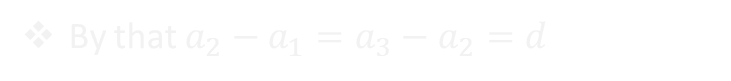 ❖ By that 𝑎₂ − 𝑎₁ = 𝑎₃ − 𝑎₂ = 𝑑